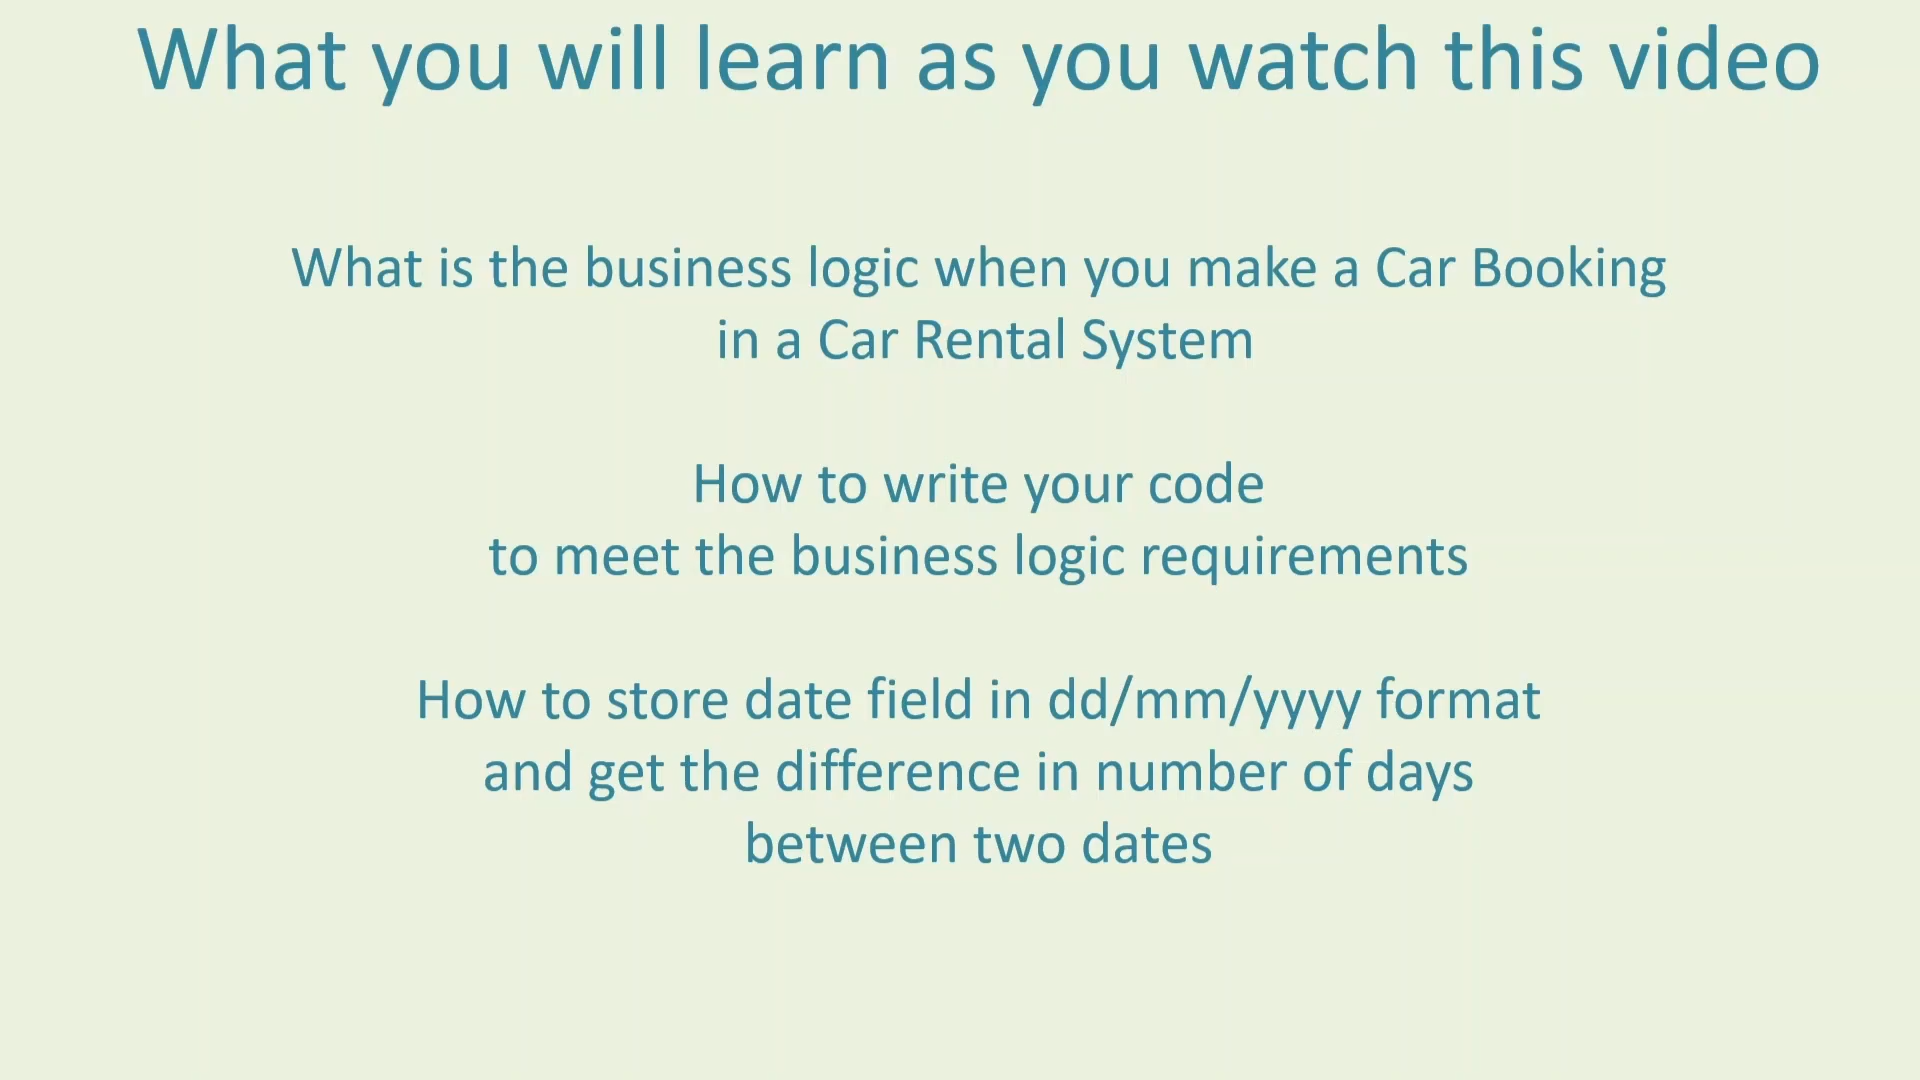 What you will learn as you watch this video
What is the business logic when you make a Car Booking
in a Car Rental System
How to write your code
to meet the business logic requirements
How to store date field in dd/mm/yyyy format
and get the difference in number of days
between two dates